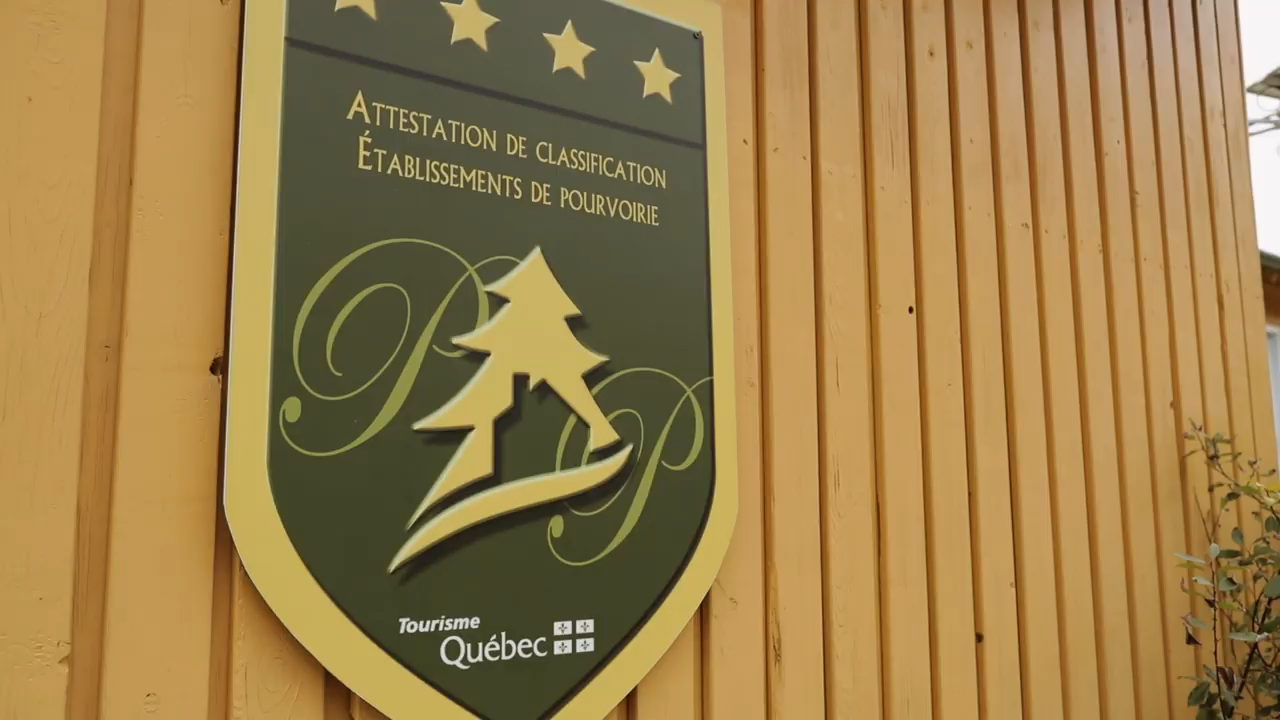 ATTESTATION DE CLASSIFICATION
ÉTABLISSEMENTS DE POURVOIRIE
P P
Tourisme
Québec